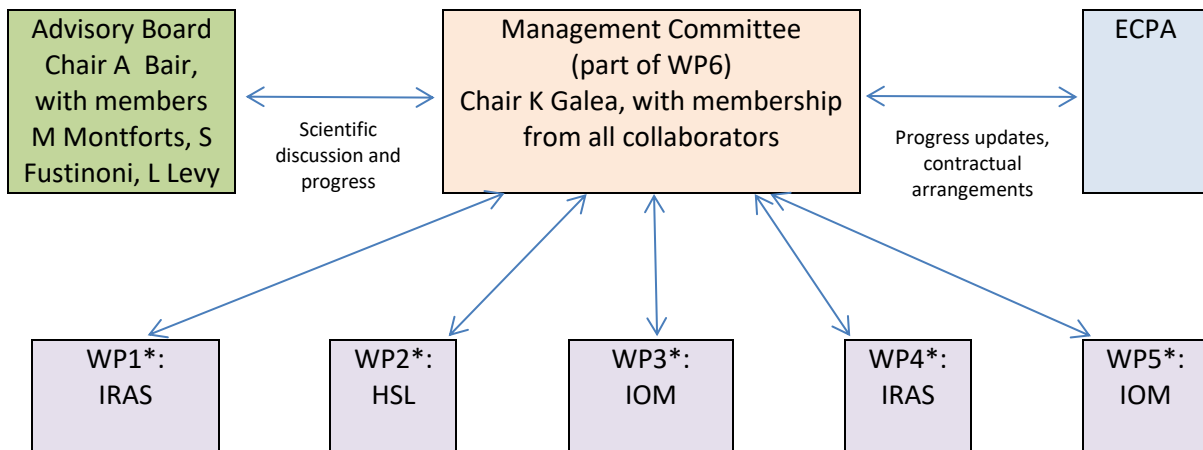 Advisory Board
Chair A Bair,
with members
M Montforts, S
Fustinoni, L Levy
Scientific
discussion and
progress
Management Committee
(part of WP6)
Chair K Galea, with membership
from all collaborators
Progress updates,
contractual
arrangements
ECPA
WP1*:
IRAS
WP2*:
HSL
WP3*:
IOM
WP4*:
IRAS
WP5*:
IOM